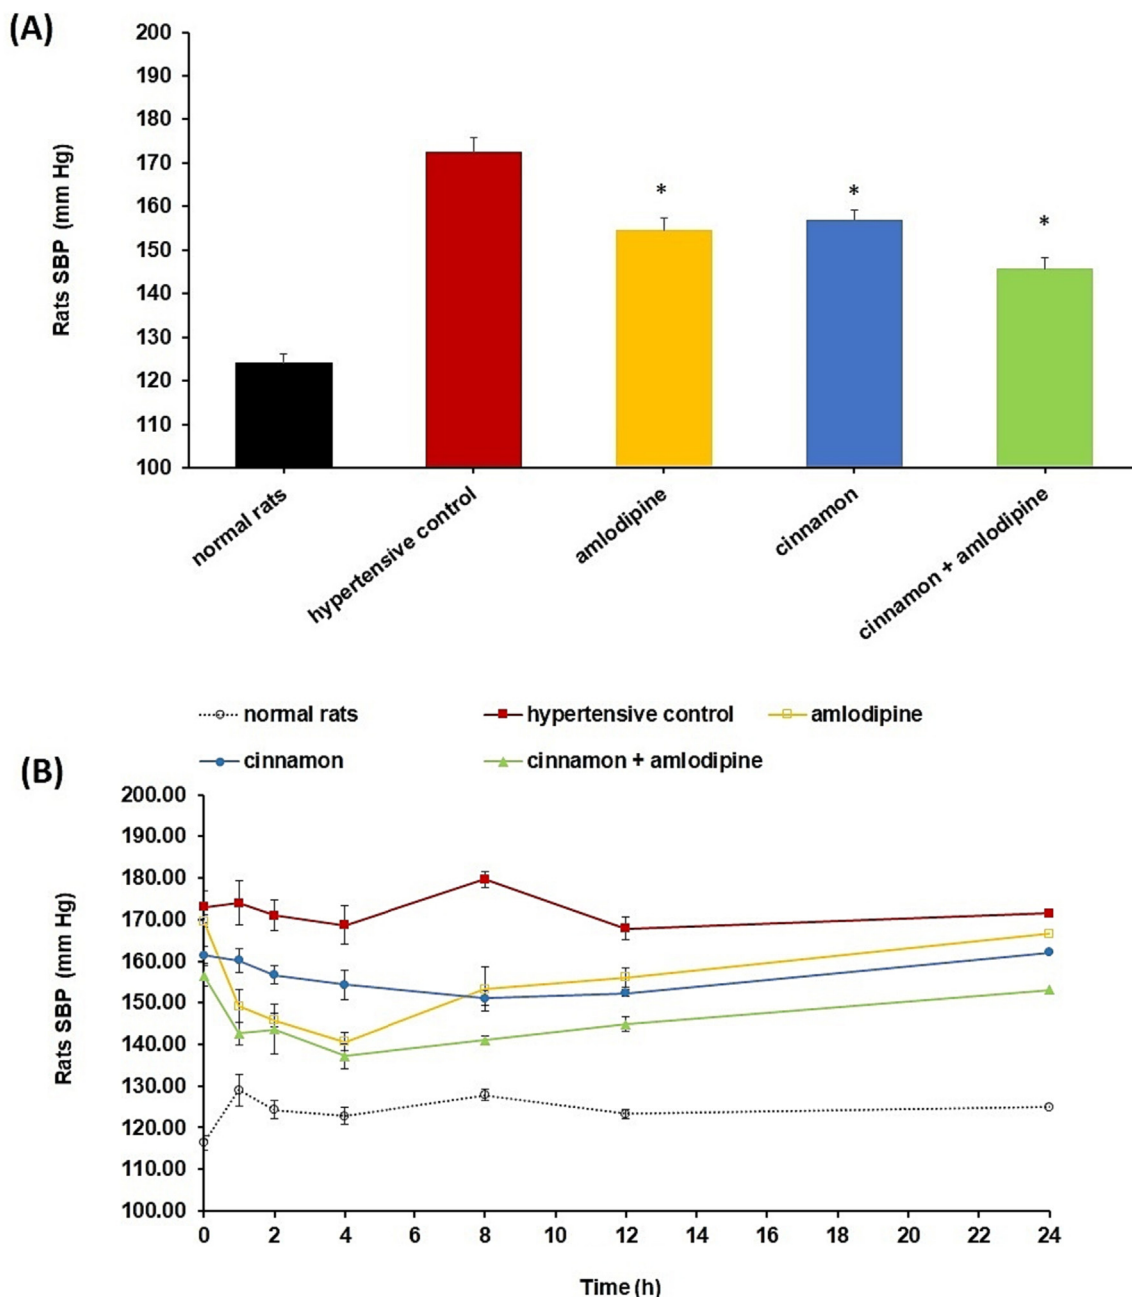 (A)
200
190
180
170
160
150
140
130
120
110
100
Rats SBP (mm Hg)
*
*
*
normal rats
hypertensive control
amlodipine
cinnamon
cinnamon + amlodipine
normal rats hypertensive control amlodipine
cinnamon cinnamon + amlodipine
(B)
200.00
190.00
180.00
170.00
160.00
150.00
140.00
130.00
120.00
110.00
100.00
Rats SBP (mm Hg)
0 2 4 6 8 10 12 14 16 18 20 22 24
Time (h)